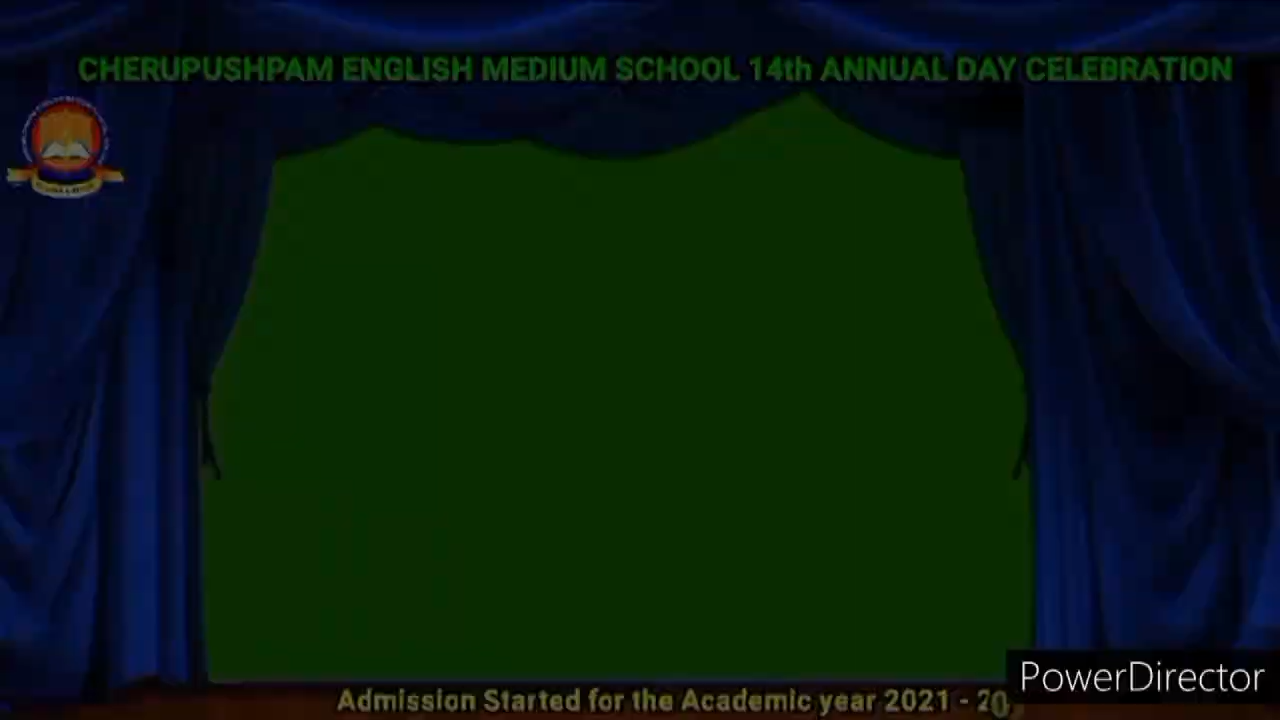 CHERUPUSHPAM ENGLISH MEDIUM SCHOOL 14th ANNUAL DAY CELEBRATION
Admission Started for the Academic year 2021 -
PowerDirector